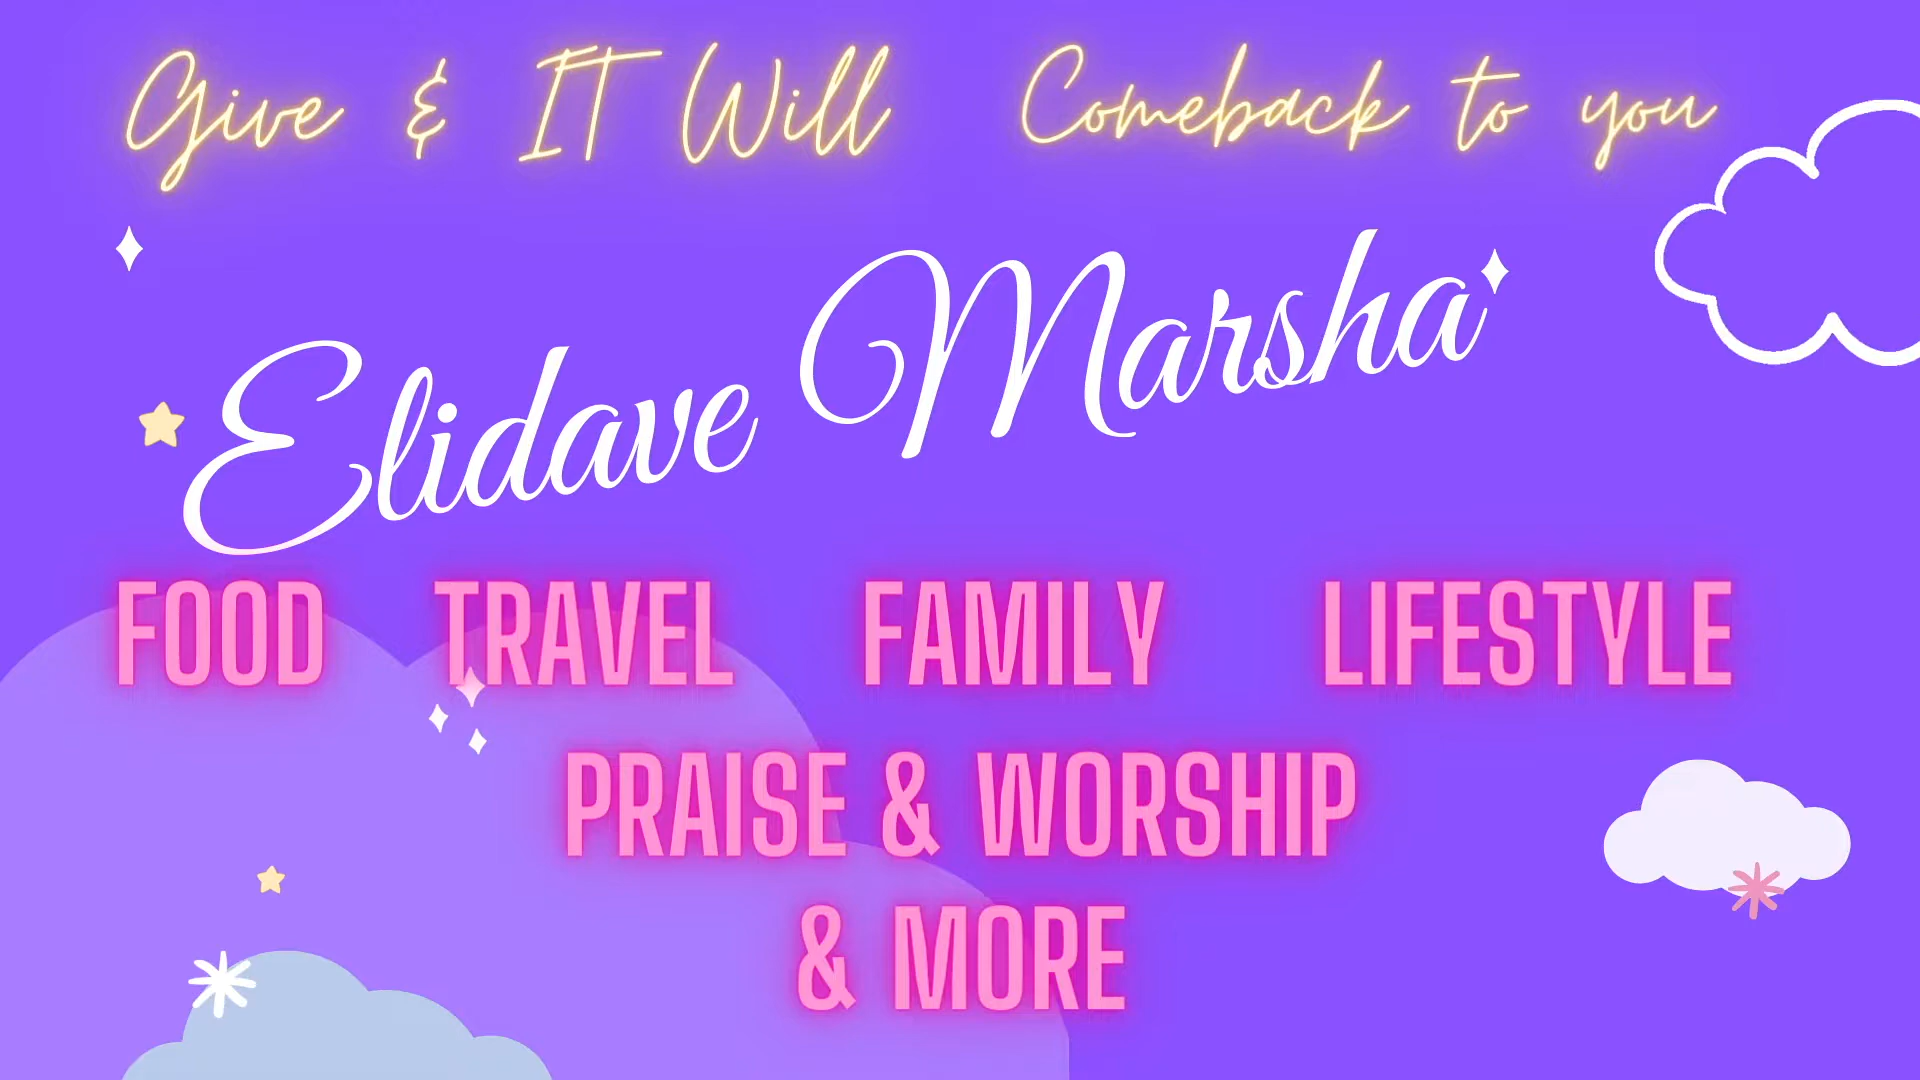 Give & IT Will Comeback to you
Elidave Marsha
FOOD TRAVEL FAMILY LIFESTYLE
PRAISE & WORSHIP
& MORE